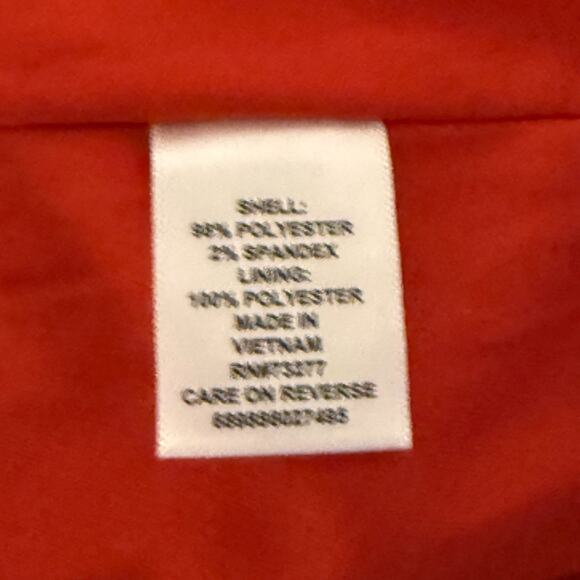 SHELL:
98% POLYESTER
2% SPANDEX
LINING:
100% POLYESTER
MADE IN
VIETNAM
RN#73277
CARE ON REVERSE